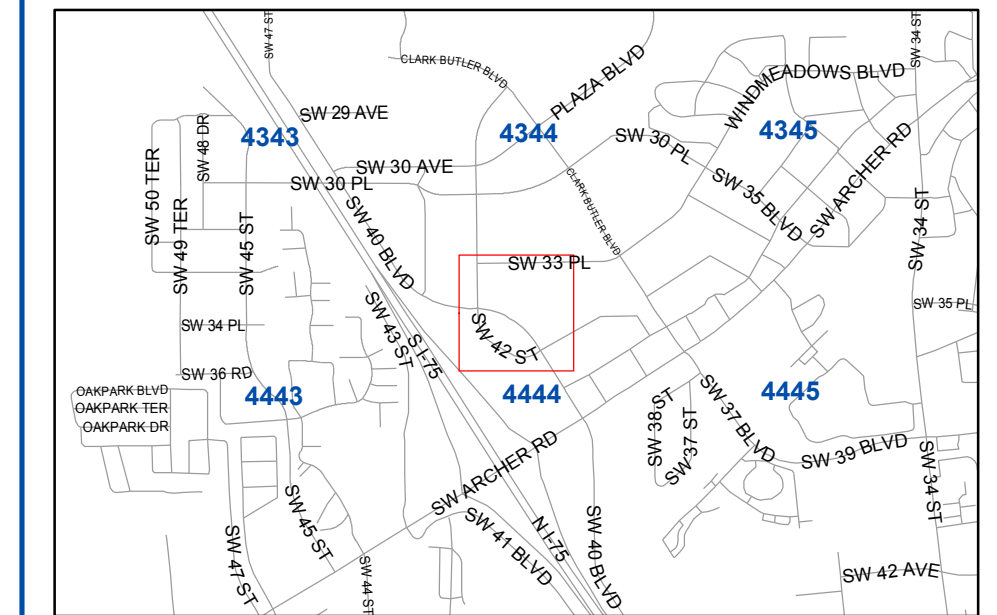 SW 47 ST
SW 34 ST
CLARK BUTLER BLVD
PLAZA BLVD
WINDMEADOWS BLVD
SW 29 AVE
4343
4344
4345
SW 48 DR
SW 30 PL
SW ARCHER RD
SW 50 TER
SW 49 TER
SW 45 ST
SW 30 AVE
SW 30 PL
SW 40 BLVD
CLARK BUTLER BLVD
SW 35 BLVD
SW 34 ST
SW 33 PL
SW 43 ST
S I-75
SW 42 ST
SW 35 PL
SW 34 PL
SW 36 RD
OAKPARK BLVD
OAKPARK TER
OAKPARK DR
4443
4444
4445
SW 38 ST
SW 37 ST
SW 37 BLVD
SW 39 BLVD
SW 34 ST
SW ARCHER RD
SW 45 ST
SW 47 ST
SW 44 ST
SW 41 BLVD
N I-75
SW 40 BLVD
SW 42 AVE